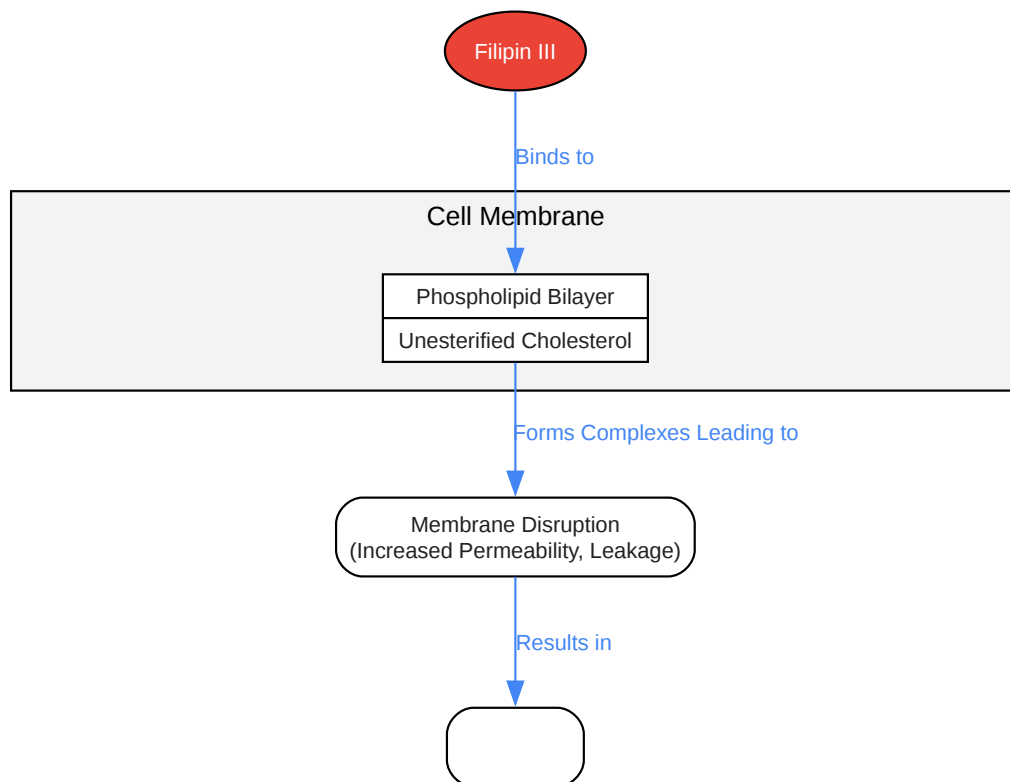 Filipin III
Binds to
Cell Membrane
Phospholipid Bilayer
Unesterified Cholesterol
Forms Complexes Leading to
Membrane Disruption
(Increased Permeability, Leakage)
Results in